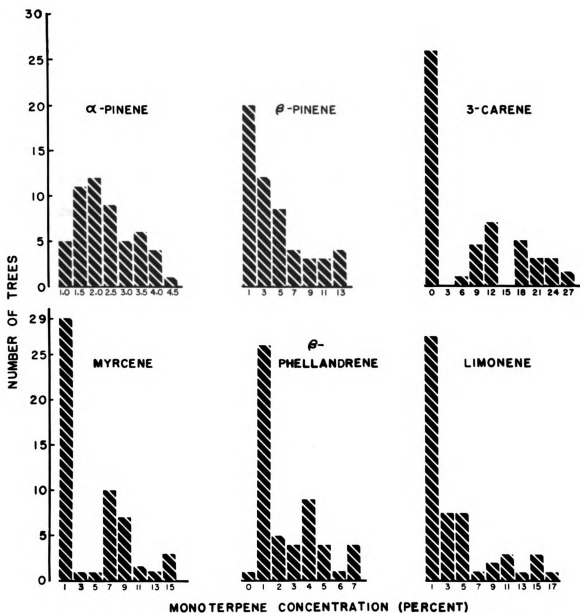 30
25
20
15
10
5
0
α-PINENE
1.0 1.5 2.0 2.5 3.0 3.5 4.0 4.5
β-PINENE
1 3 5 7 9 11 13
3-CARENE
0 3 6 9 12 15 18 21 24 27
NUMBER OF TREES
29
25
20
15
10
5
0
MYRCENE
1 3 5 7 9 11 13 15
β-
PHELLANDRENE
0 1 2 3 4 5 6 7
LIMONENE
1 3 5 7 9 11 13 15 17
MONOTERPENE CONCENTRATION (PERCENT)